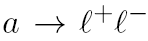 a → ℓ⁺ℓ⁻